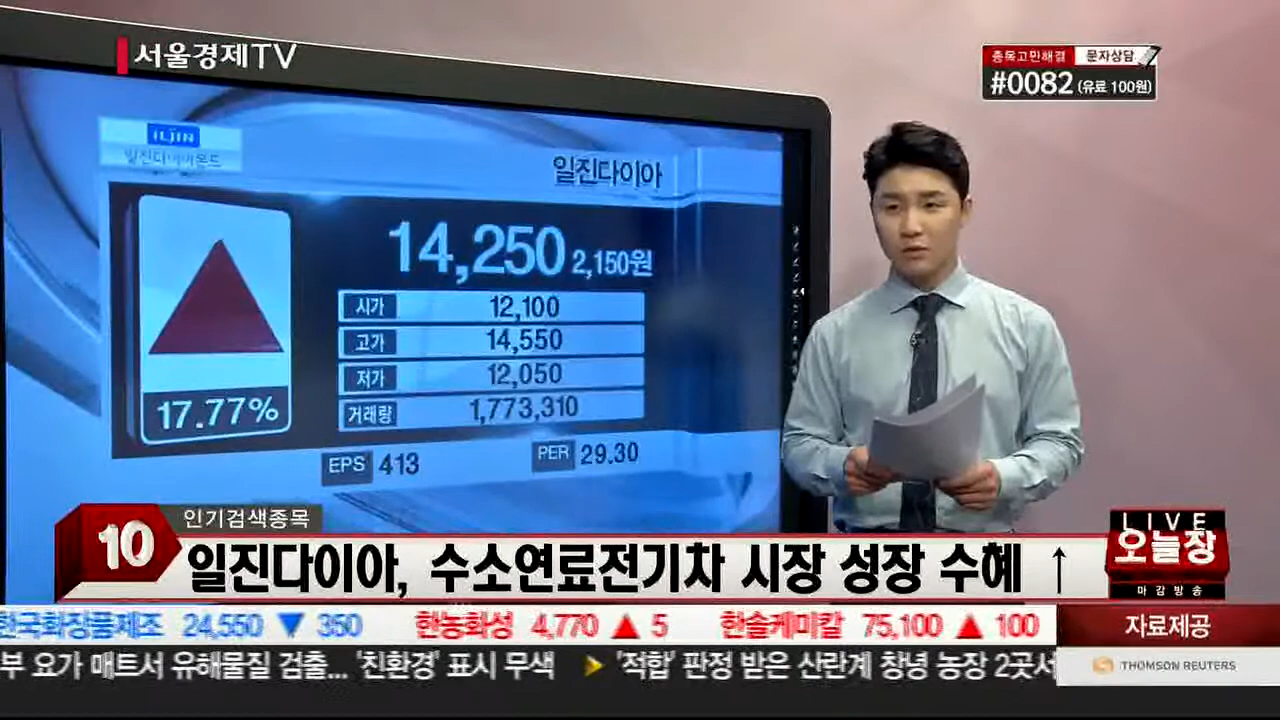 서울경제TV
종목고민해결 문자상담
#0082 (유료 100원)
ILJIN
일진다이아몬드
일진다이아
14,250 2,150원
시가 12,100
고가 14,550
저가 12,050
거래량 1,773,310
17.77%
EPS 413
PER 29.30
10
인기검색종목
일진다이아, 수소연료전기차 시장 성장 수혜 ↑
LIVE
오늘장
마감방송
한국화장품제조 24,550 ▼ 350 한농화성 4,770 ▲ 5 한솔케미칼 75,100 ▲ 100
자료제공
부 요가 매트서 유해물질 검출... '친환경' 표시 무색 ▶ '적합' 판정 받은 산란계 창녕 농장 2곳서
THOMSON REUTERS